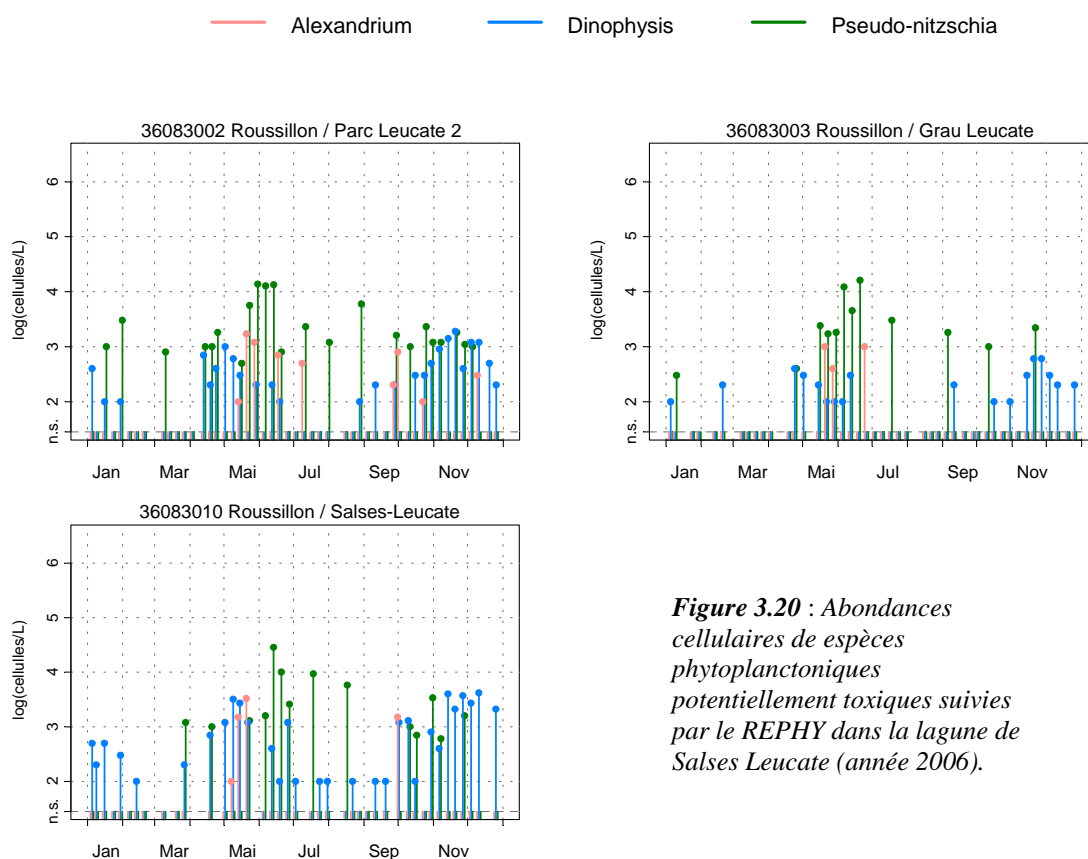 Alexandrium Dinophysis Pseudo-nitzschia
36083002 Roussillon / Parc Leucate 2
log(cellulles/L)
6
5
4
3
2
n.s.
Jan Mar Mai Jul Sep Nov
36083003 Roussillon / Grau Leucate
log(cellulles/L)
6
5
4
3
2
n.s.
Jan Mar Mai Jul Sep Nov
36083010 Roussillon / Salses-Leucate
log(cellulles/L)
6
5
4
3
2
n.s.
Jan Mar Mai Jul Sep Nov
Figure 3.20 : Abondances
cellulaires de espèces
phytoplanctoniques
potentiellement toxiques suivies
par le REPHY dans la lagune de
Salses Leucate (année 2006).